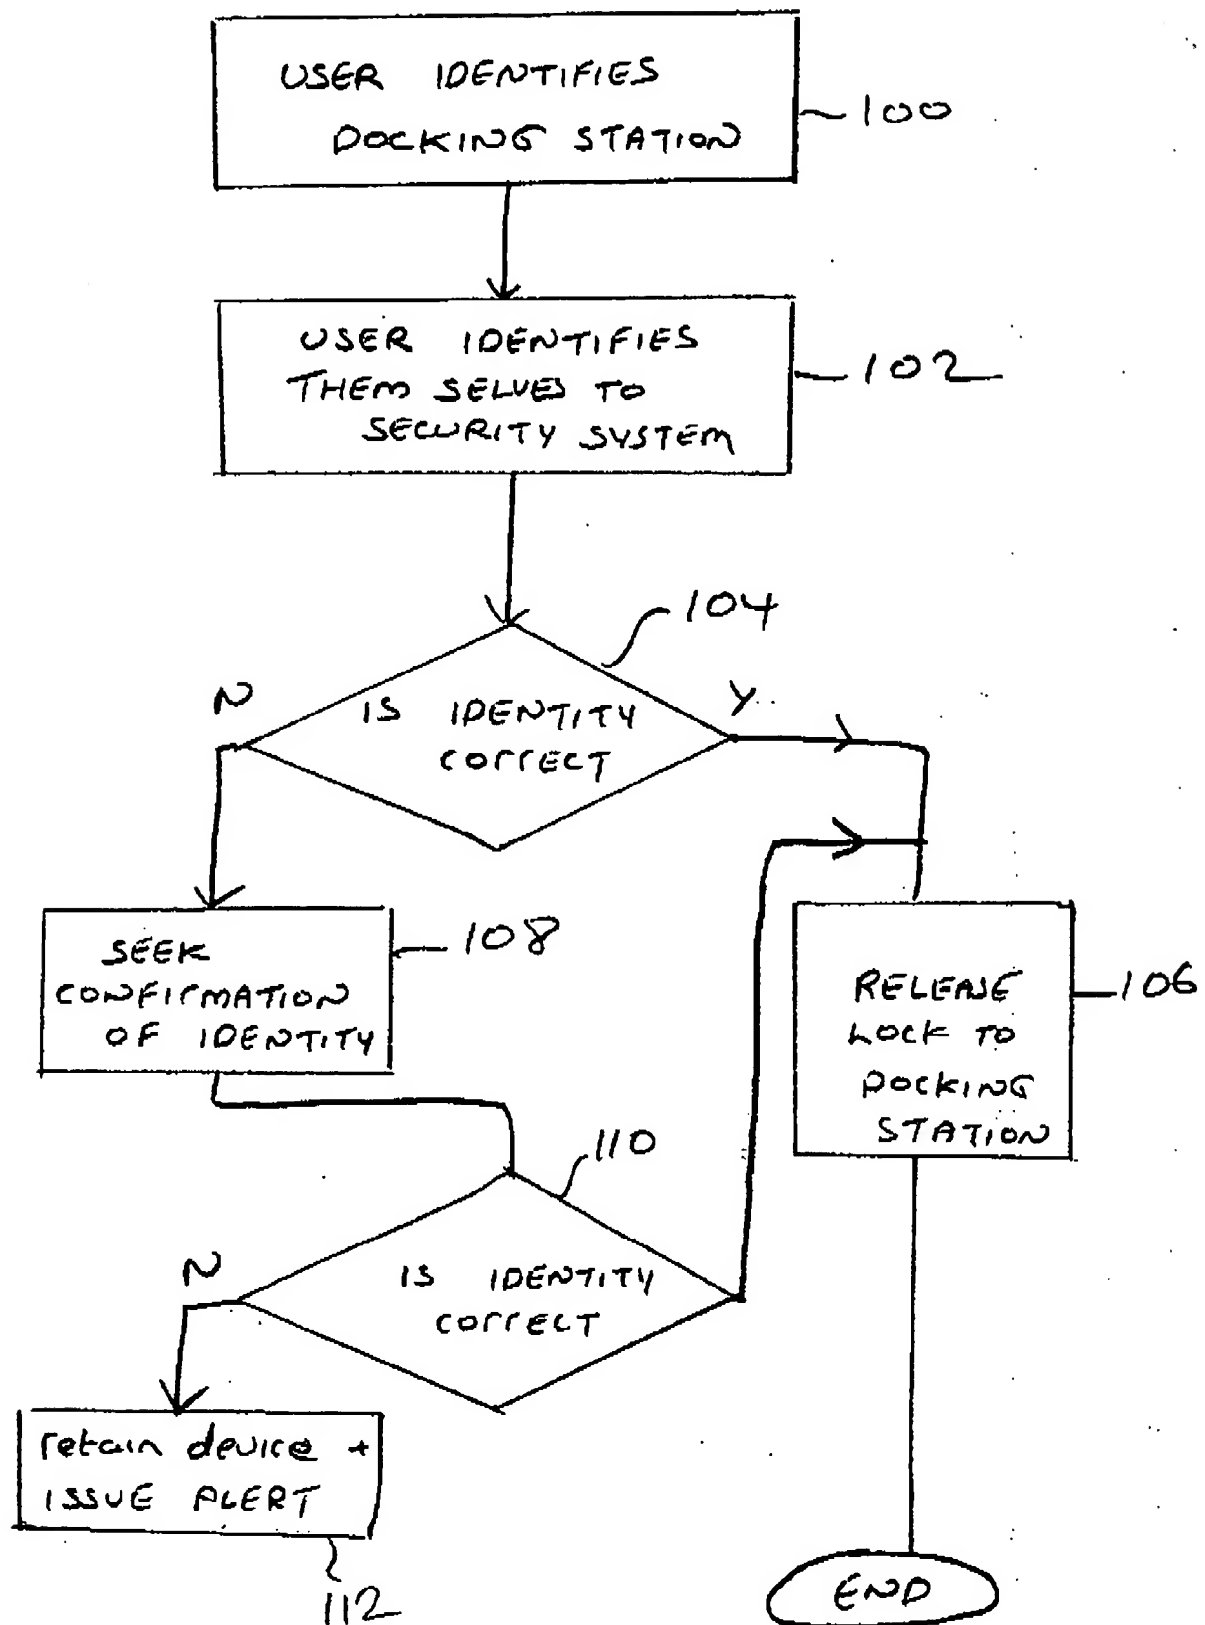 USER IDENTIFIES
DOCKING STATION
100
USER IDENTIFIES
THEM SELVES TO
SECURITY SYSTEM
102
104
N
Y
IS IDENTITY
CORRECT
SEEK
CONFIRMATION
OF IDENTITY
108
RELEASE
LOCK TO
DOCKING
STATION
106
110
N
IS IDENTITY
CORRECT
retain device +
ISSUE ALERT
112
END